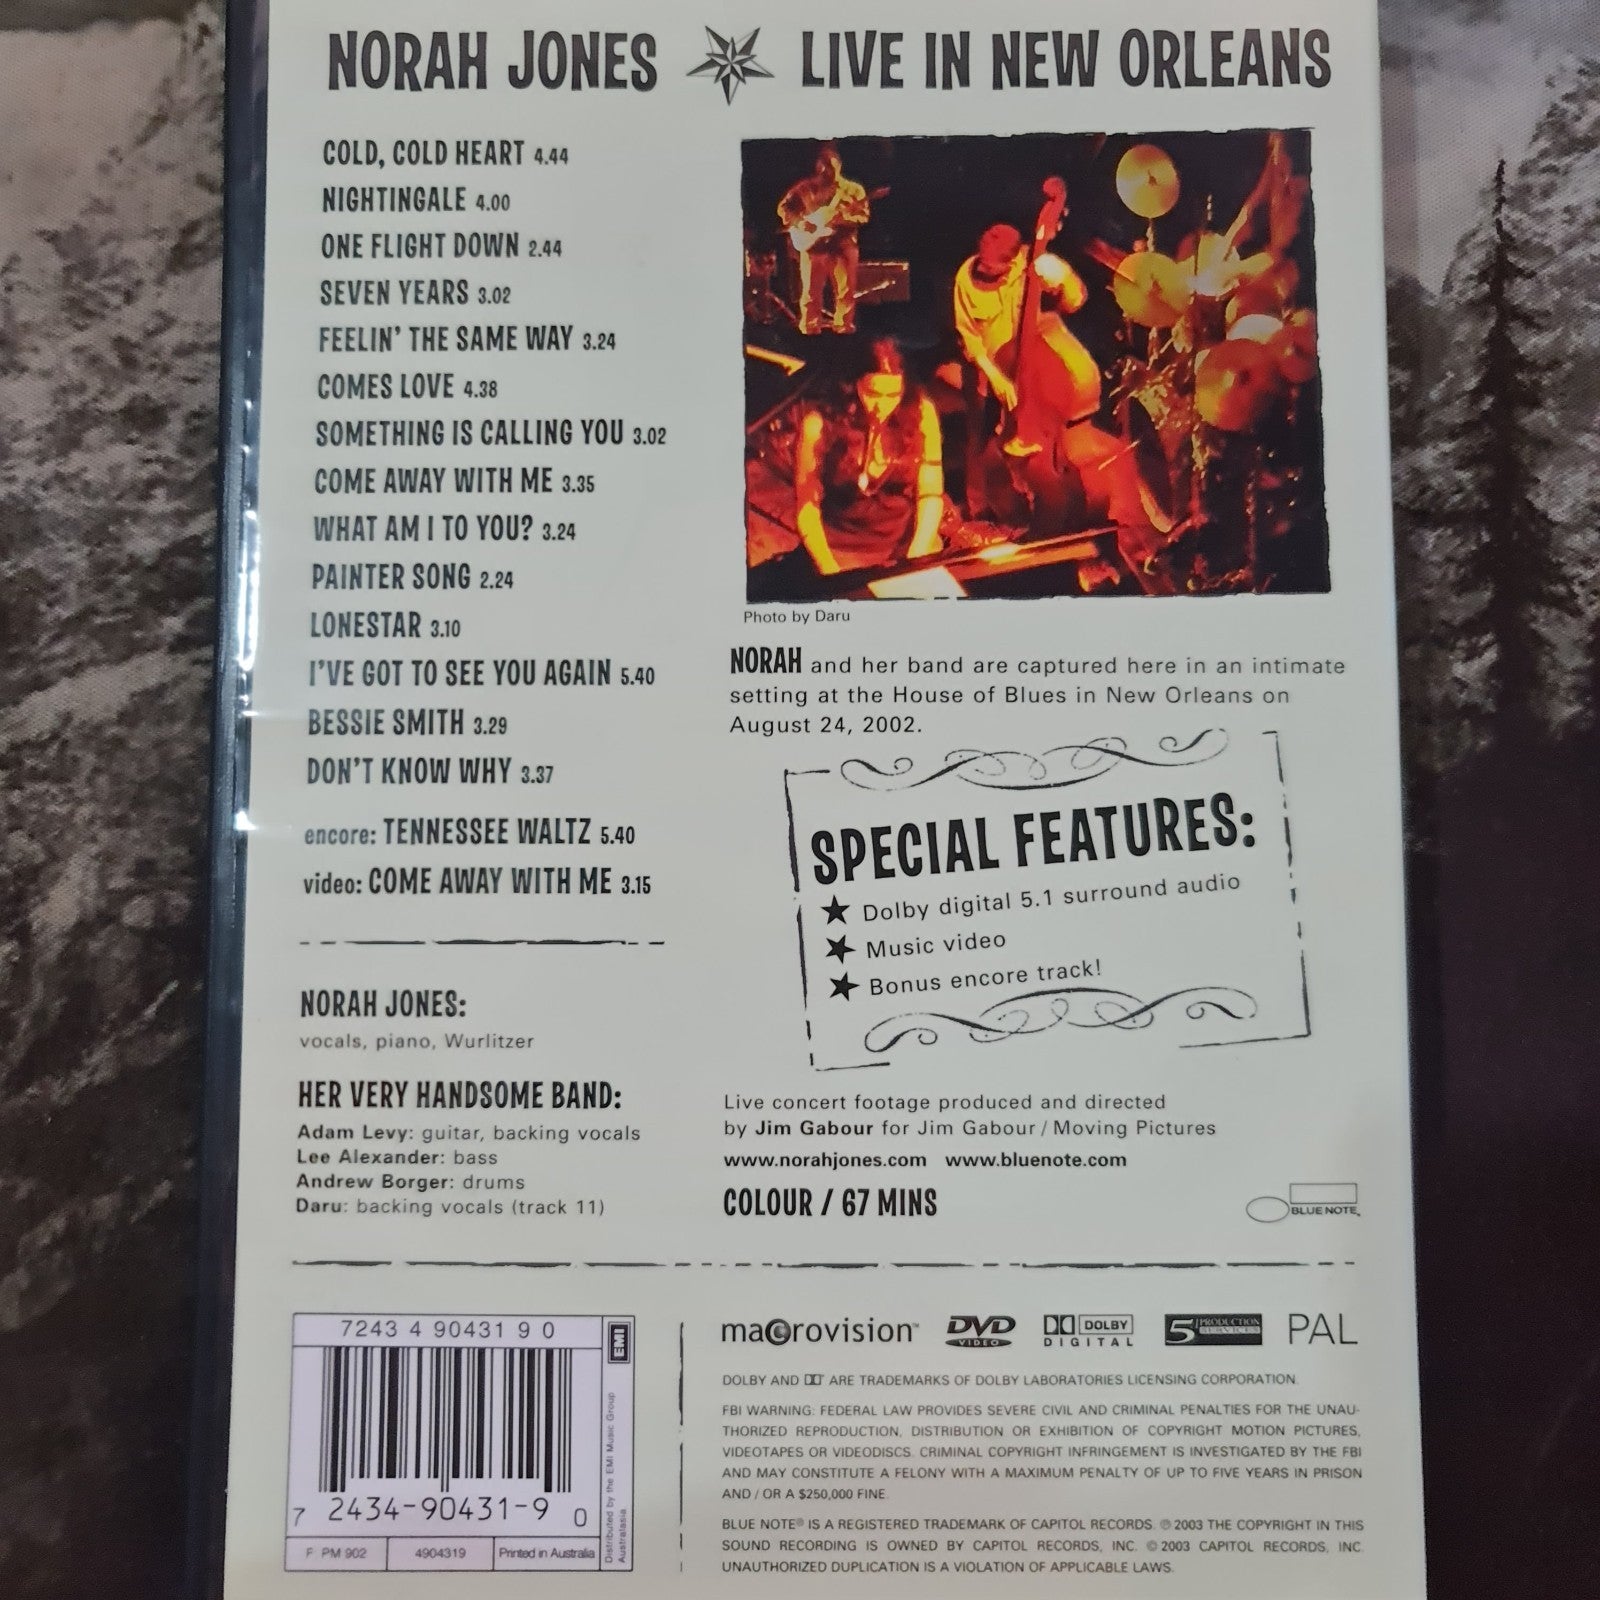 NORAH JONES LIVE IN NEW ORLEANS
COLD, COLD HEART 4.44
NIGHTINGALE 4.00
ONE FLIGHT DOWN 2.44
SEVEN YEARS 3.02
FEELIN' THE SAME WAY 3.24
COMES LOVE 4.38
SOMETHING IS CALLING YOU 3.02
COME AWAY WITH ME 3.35
WHAT AM I TO YOU? 3.24
PAINTER SONG 2.24
LONESTAR 3.10
I'VE GOT TO SEE YOU AGAIN 5.40
BESSIE SMITH 3.29
DON'T KNOW WHY 3.37
encore: TENNESSEE WALTZ 5.40
video: COME AWAY WITH ME 3.15
NORAH JONES:
vocals, piano, Wurlitzer
HER VERY HANDSOME BAND:
Adam Levy: guitar, backing vocals
Lee Alexander: bass
Andrew Borger: drums
Daru: backing vocals (track 11)
Photo by Daru
NORAH and her band are captured here in an intimate
setting at the House of Blues in New Orleans on
August 24, 2002.
SPECIAL FEATURES:
★ Dolby digital 5.1 surround audio
★ Music video
★ Bonus encore track!
Live concert footage produced and directed
by Jim Gabour for Jim Gabour / Moving Pictures
www.norahjones.com www.bluenote.com
COLOUR / 67 MINS
BLUE NOTE
7243 4 90431 9 0
EMI
Distributed by the EMI Music Group
Australasia
7 2434-90431-9 0
F PM 902 4904319 Printed in Australia
macrovision™ DVD VIDEO DOLBY DIGITAL 5.1 PRODUCTION SERVICES PAL
DOLBY AND DD ARE TRADEMARKS OF DOLBY LABORATORIES LICENSING CORPORATION.
FBI WARNING: FEDERAL LAW PROVIDES SEVERE CIVIL AND CRIMINAL PENALTIES FOR THE UNAU-
THORIZED REPRODUCTION, DISTRIBUTION OR EXHIBITION OF COPYRIGHT MOTION PICTURES,
VIDEOTAPES OR VIDEODISCS. CRIMINAL COPYRIGHT INFRINGEMENT IS INVESTIGATED BY THE FBI
AND MAY CONSTITUTE A FELONY WITH A MAXIMUM PENALTY OF UP TO FIVE YEARS IN PRISON
AND / OR A $250,000 FINE.
BLUE NOTE® IS A REGISTERED TRADEMARK OF CAPITOL RECORDS. ℗ 2003 THE COPYRIGHT IN THIS
SOUND RECORDING IS OWNED BY CAPITOL RECORDS, INC. © 2003 CAPITOL RECORDS, INC.
UNAUTHORIZED DUPLICATION IS A VIOLATION OF APPLICABLE LAWS.